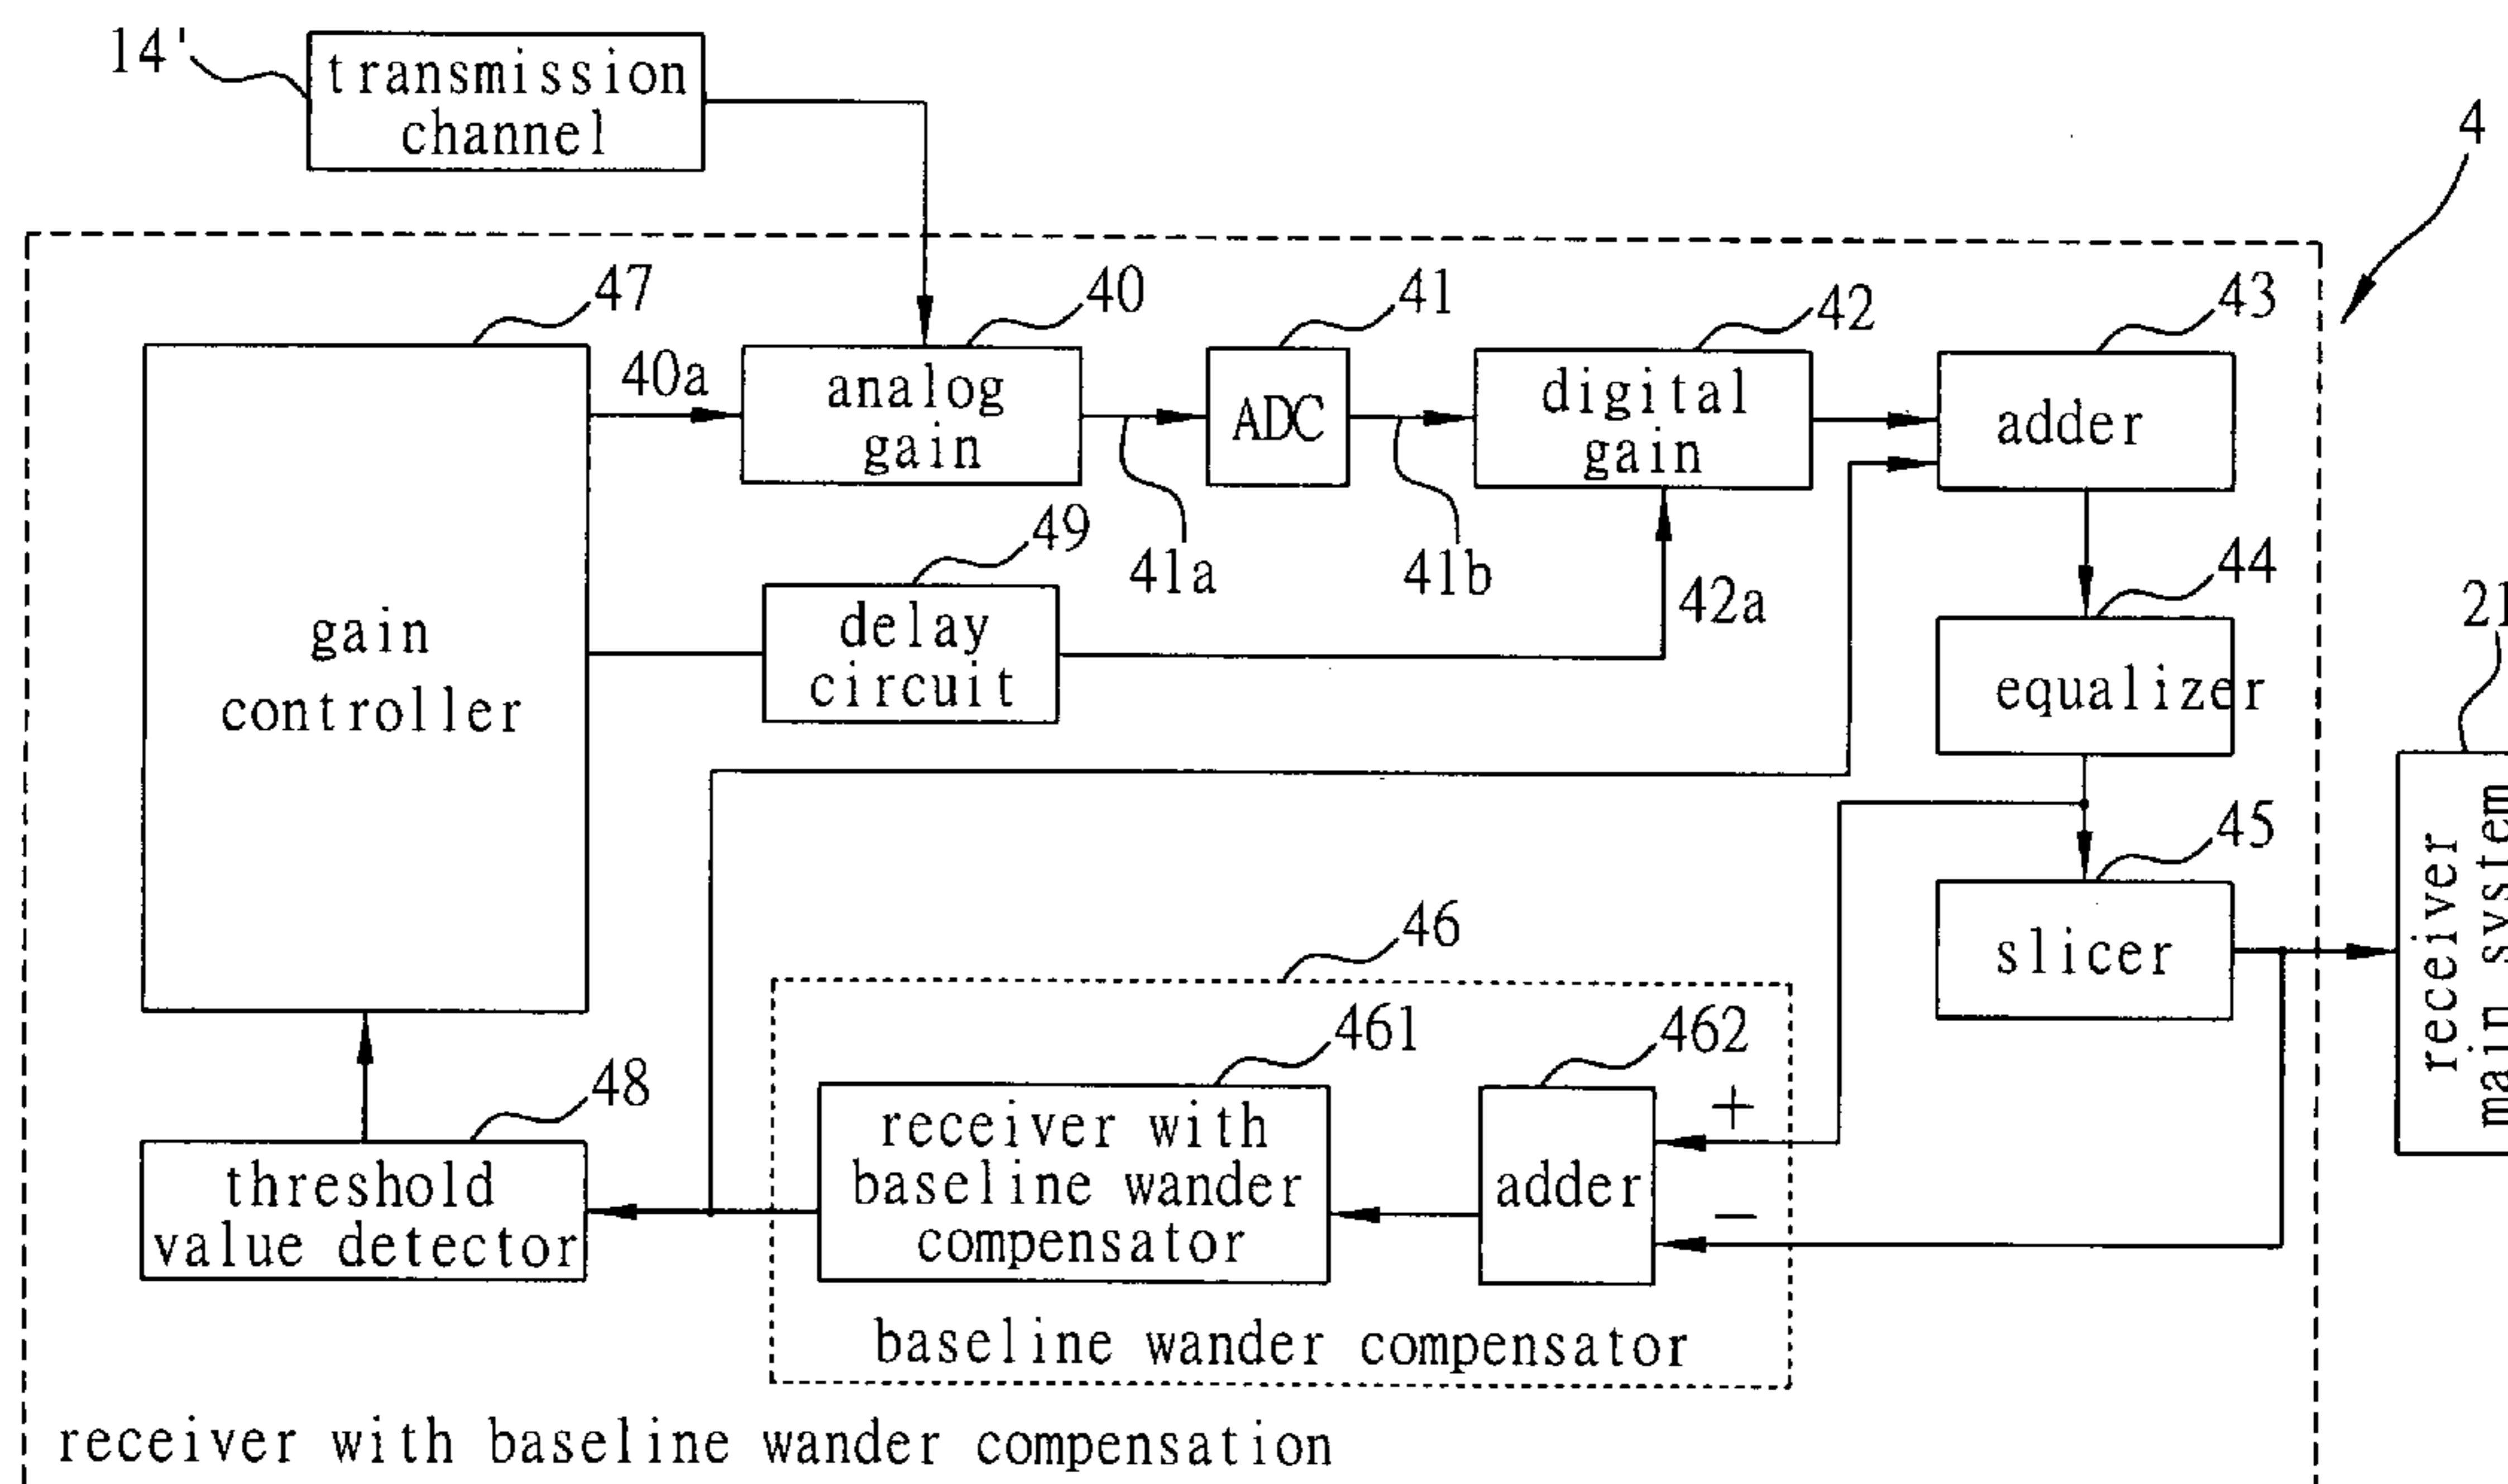 14'
transmission
channel
4
47
40
41
42
43
40a
analog
gain
ADC
digital
gain
adder
49
41a
41b
42a
44
21
gain
controller
delay
circuit
equalizer
45
slicer
receiver
main system
46
461
462
+
48
receiver with
baseline wander
compensator
adder
−
threshold
value detector
baseline wander compensator
receiver with baseline wander compensation